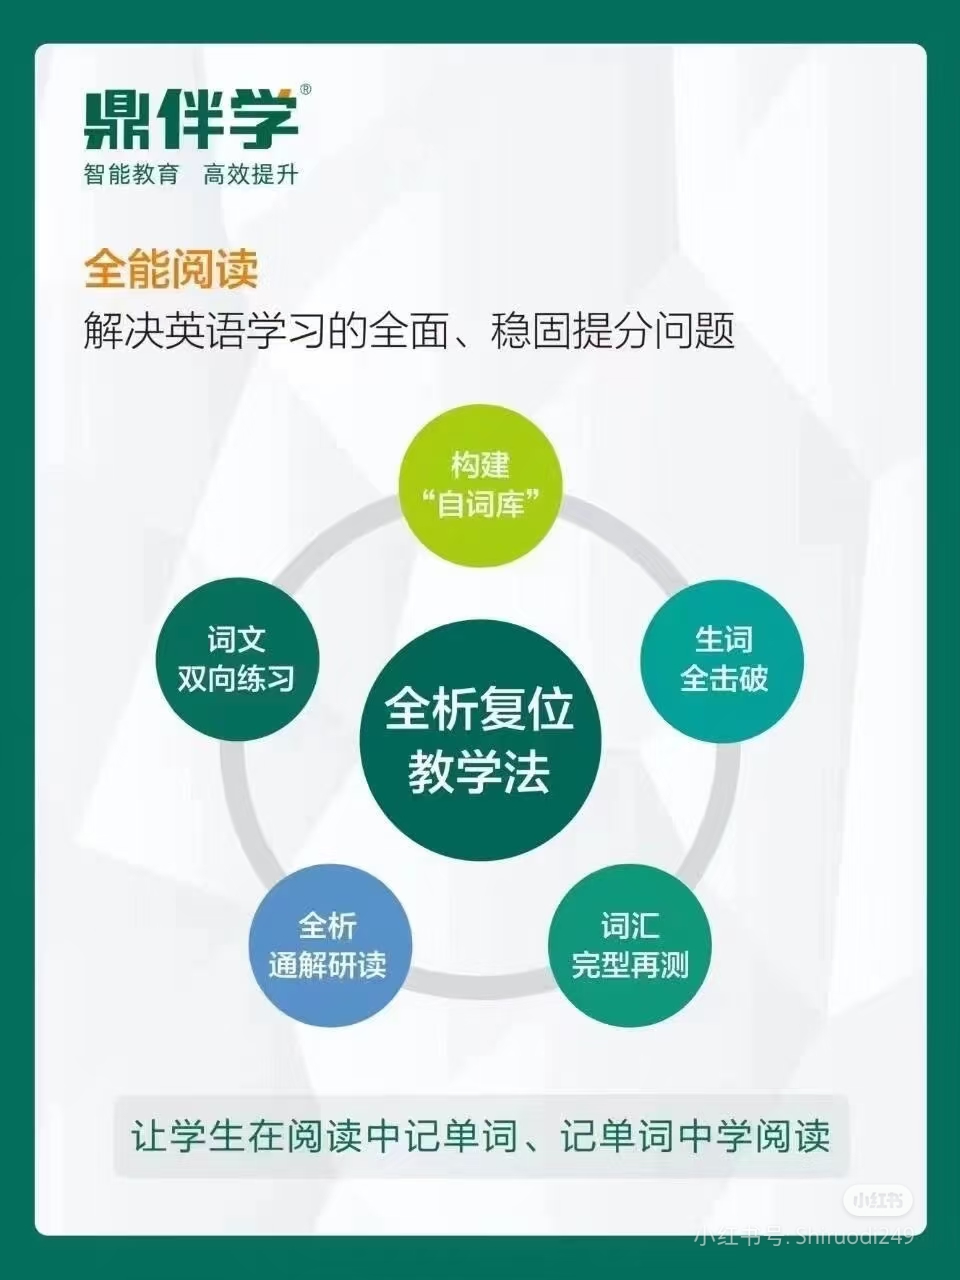 鼎伴学®
智能教育 高效提升
全能阅读
解决英语学习的全面、稳固提分问题
构建
“自词库”
词文
双向练习
生词
全击破
全析复位
教学法
全析
通解研读
词汇
完型再测
让学生在阅读中记单词、记单词中学阅读
小红书
小红书号: Shiruodi249